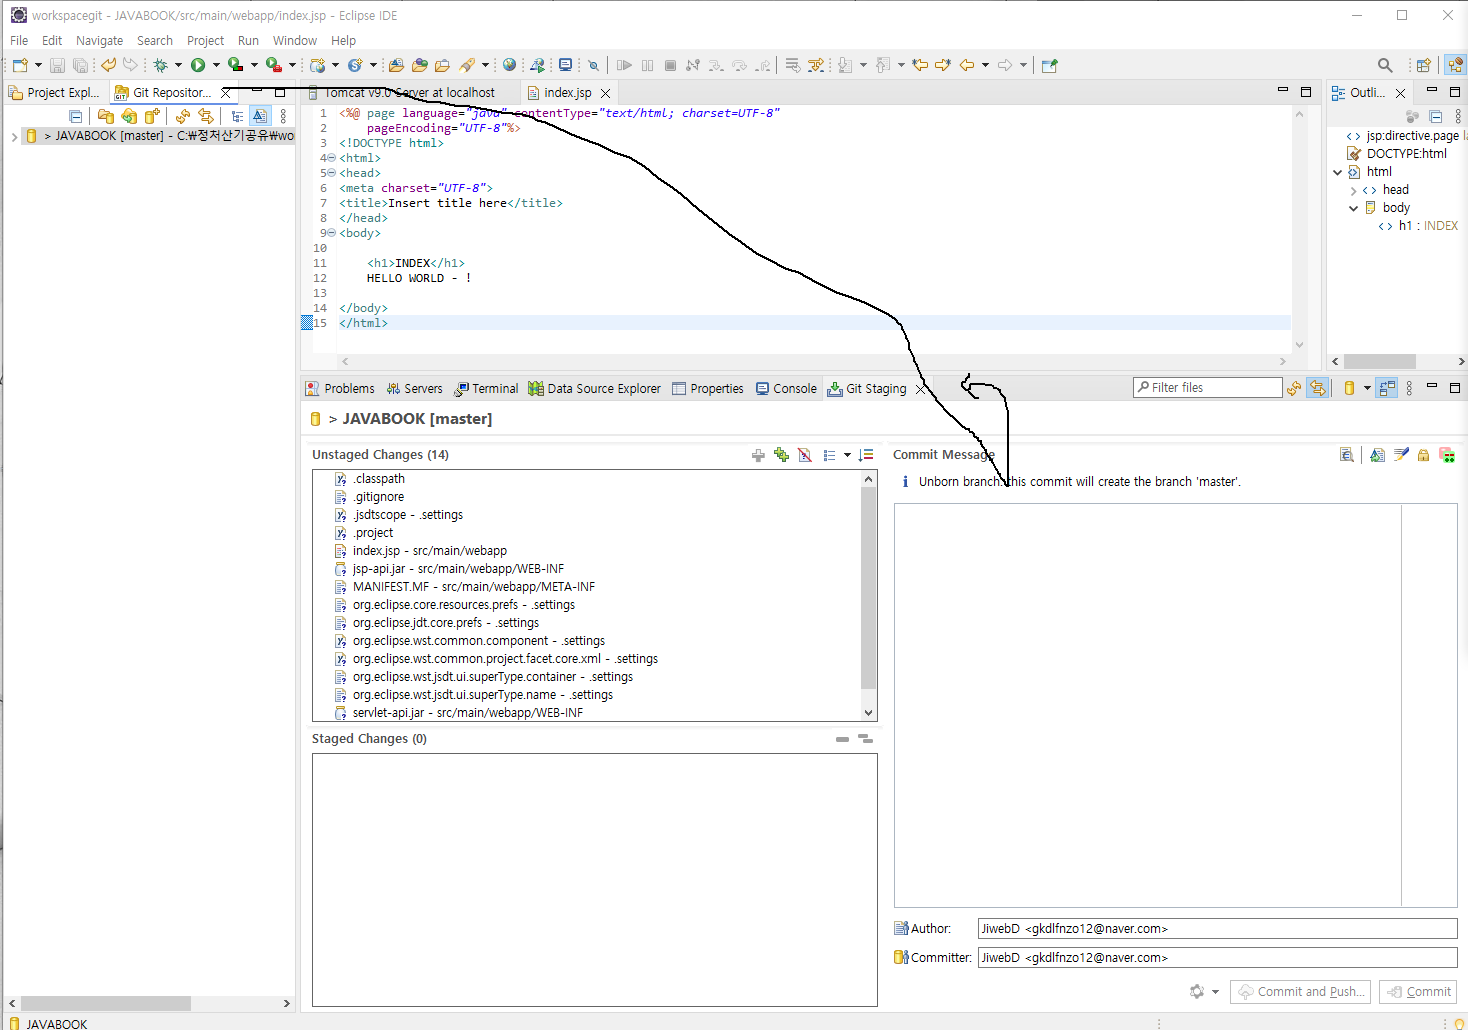 workspacegit - JAVABOOK/src/main/webapp/index.jsp - Eclipse IDE
File Edit Navigate Search Project Run Window Help
Project Expl... Git Repositor... Tomcat v9.0 Server at localhost index.jsp Outli...
> JAVABOOK [master] - C:₩정처산기공유₩wo
1 <%@ page language="java" contentType="text/html; charset=UTF-8"
2 pageEncoding="UTF-8"%>
3 <!DOCTYPE html>
4 <html>
5 <head>
6 <meta charset="UTF-8">
7 <title>Insert title here</title>
8 </head>
9 <body>
10
11 <h1>INDEX</h1>
12 HELLO WORLD - !
13
14 </body>
15 </html>
jsp:directive.page la
DOCTYPE:html
html
head
body
h1 : INDEX
Problems Servers Terminal Data Source Explorer Properties Console Git Staging Filter files
> JAVABOOK [master]
Unstaged Changes (14)
.classpath
.gitignore
.jsdtscope - .settings
.project
index.jsp - src/main/webapp
jsp-api.jar - src/main/webapp/WEB-INF
MANIFEST.MF - src/main/webapp/META-INF
org.eclipse.core.resources.prefs - .settings
org.eclipse.jdt.core.prefs - .settings
org.eclipse.wst.common.component - .settings
org.eclipse.wst.common.project.facet.core.xml - .settings
org.eclipse.wst.jsdt.ui.superType.container - .settings
org.eclipse.wst.jsdt.ui.superType.name - .settings
servlet-api.jar - src/main/webapp/WEB-INF
Staged Changes (0)
Commit Message
Unborn branch: this commit will create the branch 'master'.
Author: JiwebD <gkdlfnzo12@naver.com>
Committer: JiwebD <gkdlfnzo12@naver.com>
Commit and Push... Commit
JAVABOOK